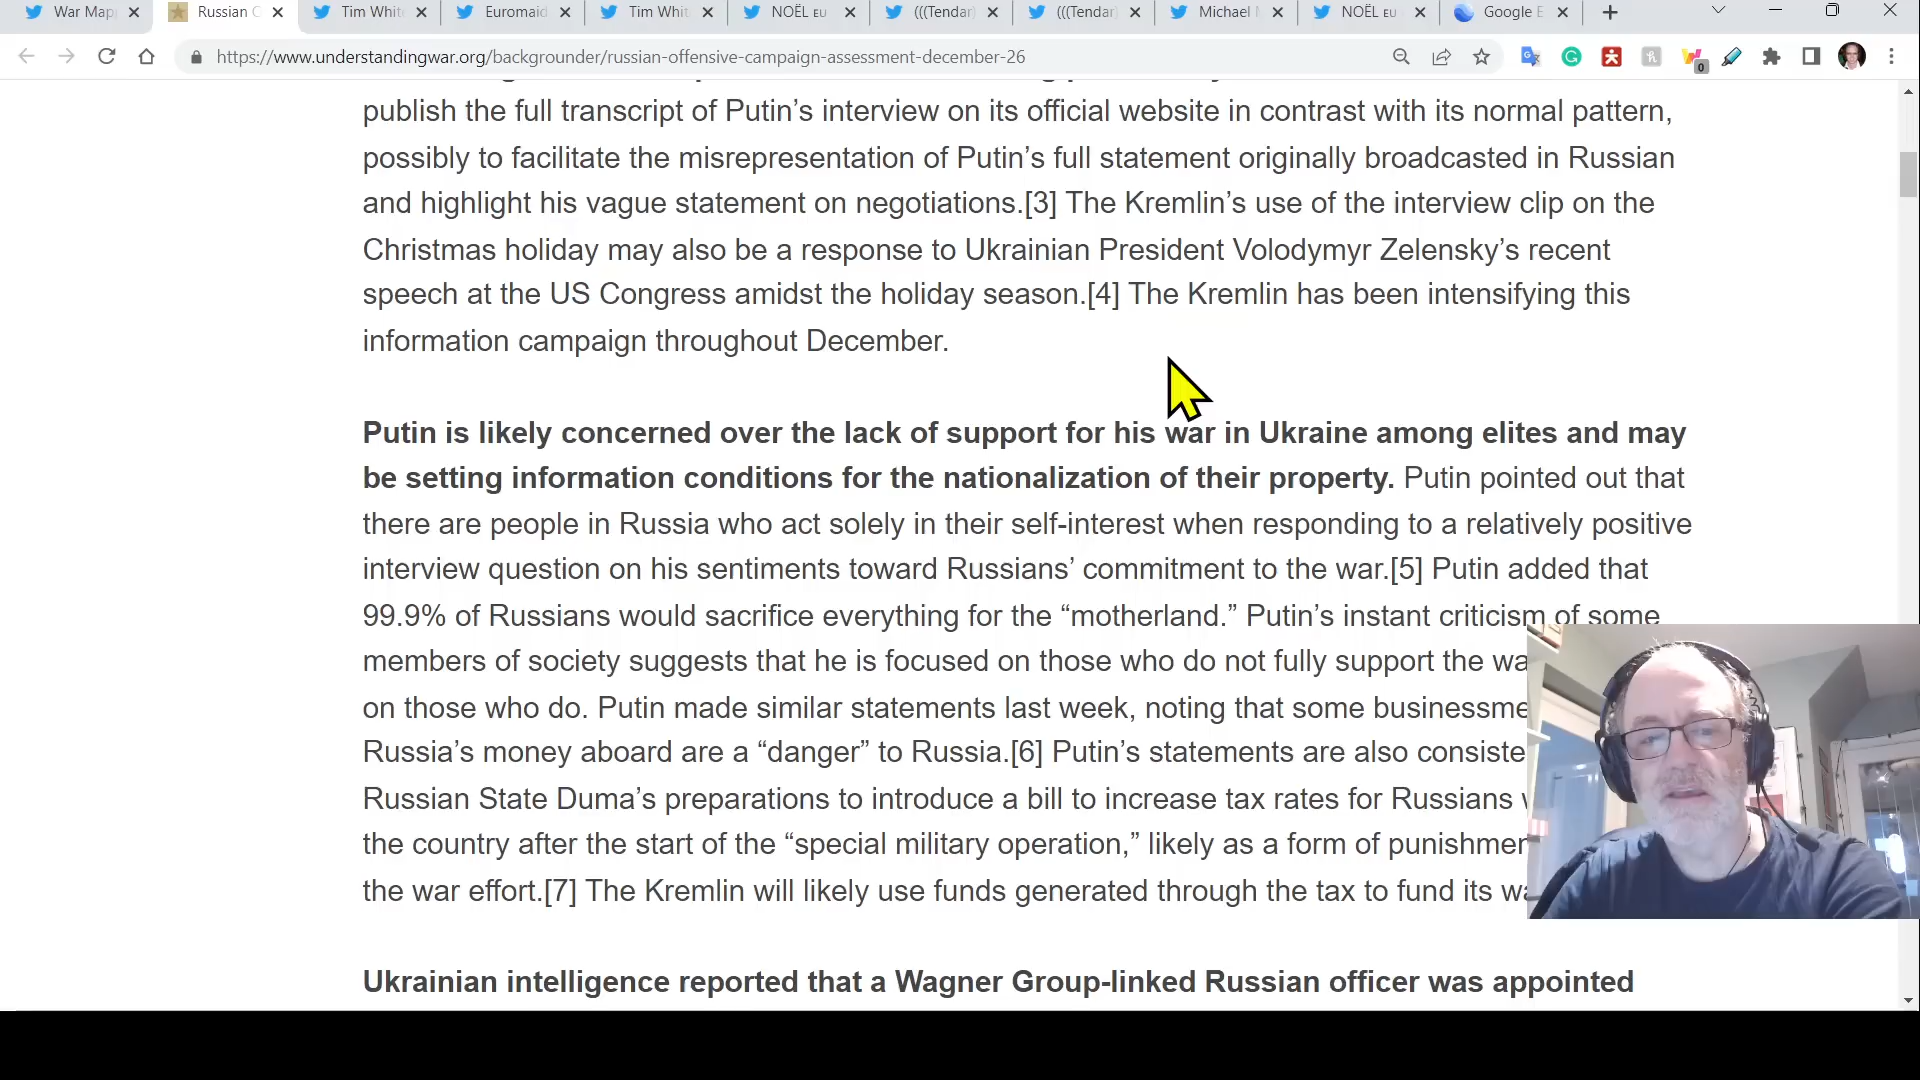 War Map
Russian O
Tim Whit
Euromaid
Tim Whit
NOËL EU
(((Tendar
(((Tendar
Michael
NOËL EU
Google E
https://www.understandingwar.org/backgrounder/russian-offensive-campaign-assessment-december-26
0
publish the full transcript of Putin’s interview on its official website in contrast with its normal pattern,
possibly to facilitate the misrepresentation of Putin’s full statement originally broadcasted in Russian
and highlight his vague statement on negotiations.[3] The Kremlin’s use of the interview clip on the
Christmas holiday may also be a response to Ukrainian President Volodymyr Zelensky’s recent
speech at the US Congress amidst the holiday season.[4] The Kremlin has been intensifying this
information campaign throughout December.
Putin is likely concerned over the lack of support for his war in Ukraine among elites and may
be setting information conditions for the nationalization of their property. Putin pointed out that
there are people in Russia who act solely in their self-interest when responding to a relatively positive
interview question on his sentiments toward Russians’ commitment to the war.[5] Putin added that
99.9% of Russians would sacrifice everything for the “motherland.” Putin’s instant criticism of some
members of society suggests that he is focused on those who do not fully support the wa
on those who do. Putin made similar statements last week, noting that some businessme
Russia’s money aboard are a “danger” to Russia.[6] Putin’s statements are also consiste
Russian State Duma’s preparations to introduce a bill to increase tax rates for Russians
the country after the start of the “special military operation,” likely as a form of punishmen
the war effort.[7] The Kremlin will likely use funds generated through the tax to fund its wa
Ukrainian intelligence reported that a Wagner Group-linked Russian officer was appointed